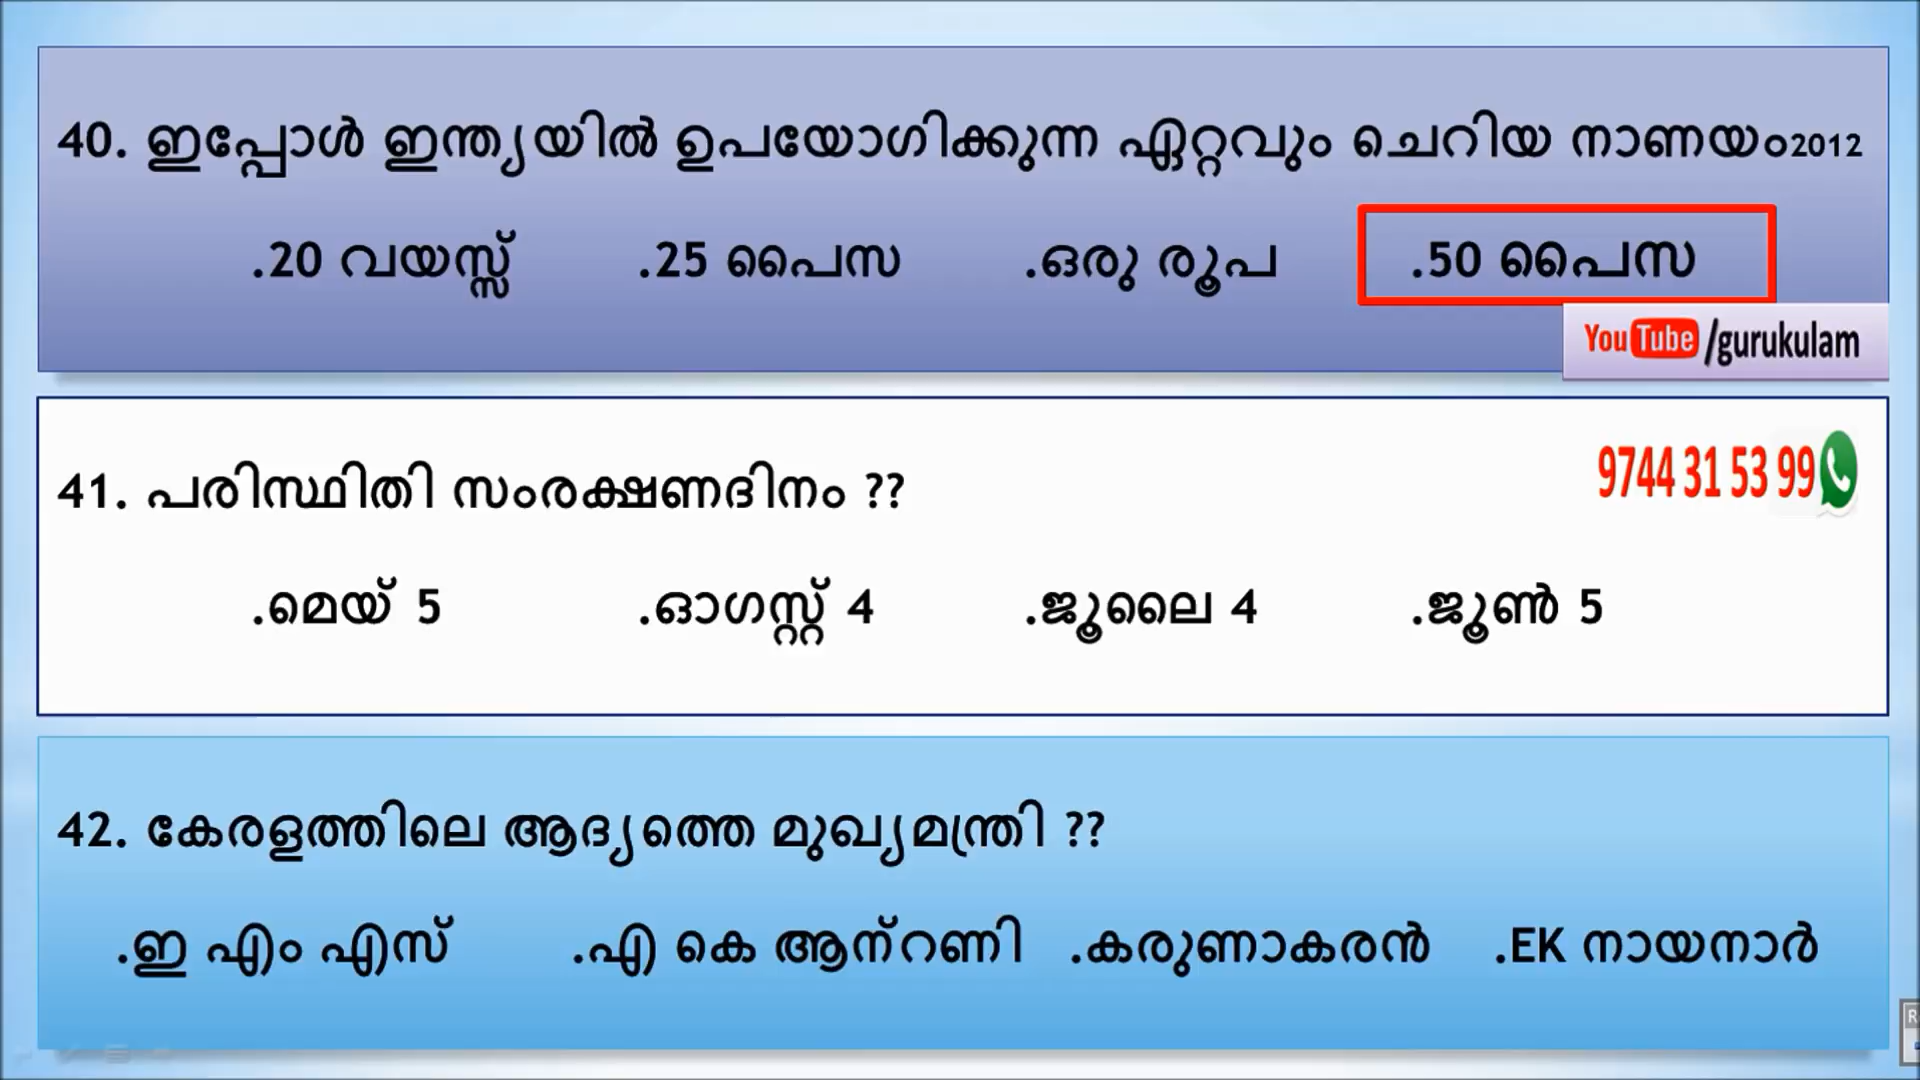 40. ഇപ്പോൾ ഇന്ത്യയിൽ ഉപയോഗിക്കുന്ന ഏറ്റവും ചെറിയ നാണയം2012
.20 വയസ്സ് .25 പൈസ .ഒരു രൂപ .50 പൈസ
YouTube/gurukulam
9744 31 53 99
41. പരിസ്ഥിതി സംരക്ഷണദിനം ??
.മെയ് 5 .ഓഗസ്റ്റ് 4 .ജൂലൈ 4 .ജൂൺ 5
42. കേരളത്തിലെ ആദ്യത്തെ മുഖ്യമന്ത്രി ??
.ഇ എം എസ് .എ കെ ആന്റണി .കരുണാകരൻ .EK നായനാർ